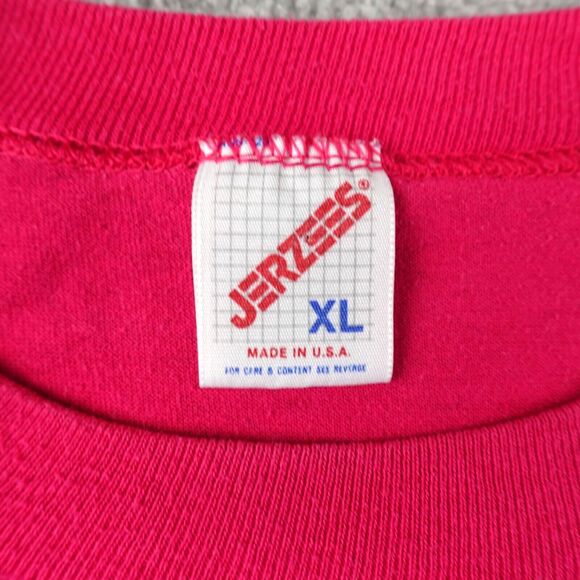 JERZEES®
XL
MADE IN U.S.A.
FOR CARE & CONTENT SEE REVERSE